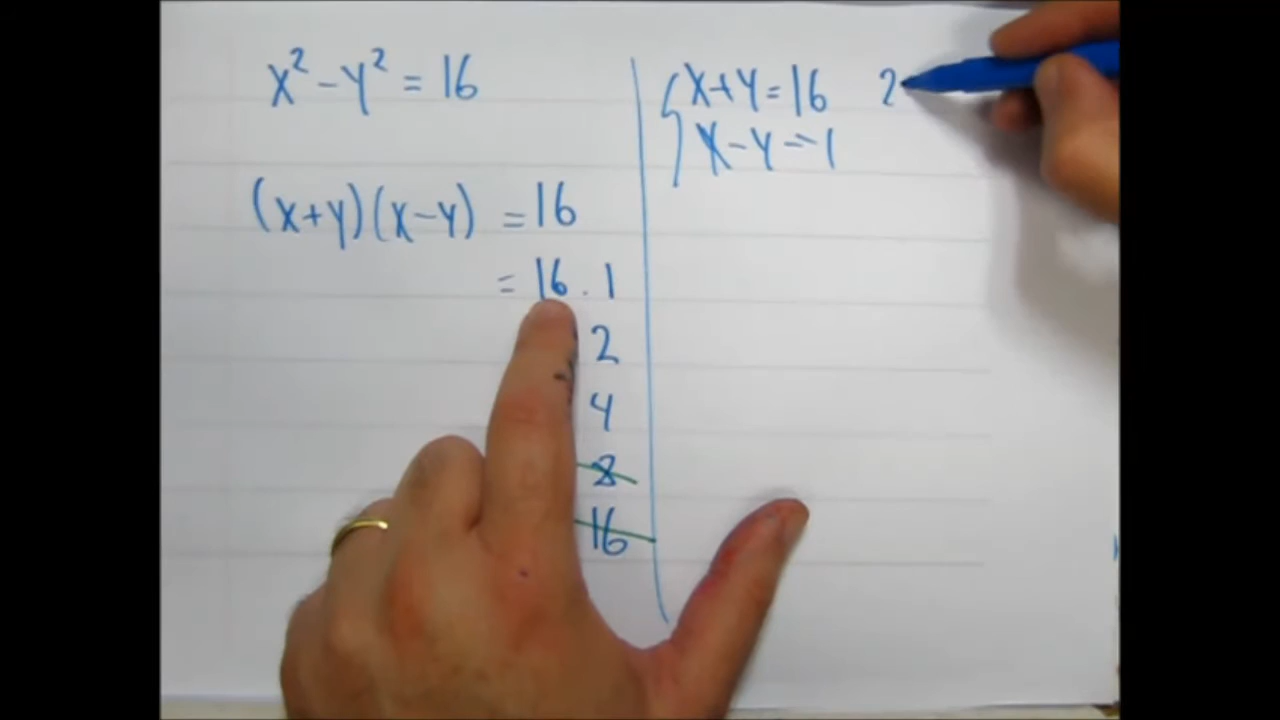 x² - y² = 16
(x+y)(x-y) = 16
= 16 . 1
2
4
8
16
x+y=16 2
x-y=1